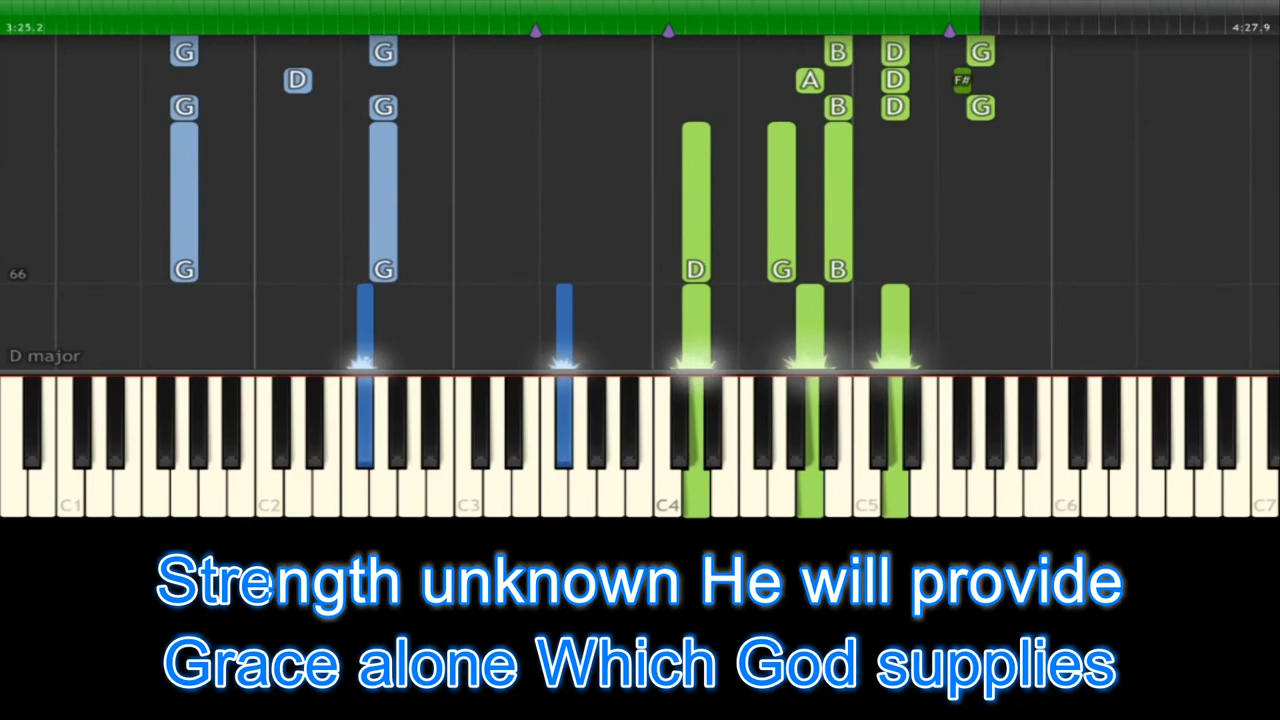 3:25.2 4:27.9
G G B D G
D A D F#
G G B D G
G G D G B
66
D major
C1 C2 C3 C4 C5 C6 C7
Strength unknown He will provide
Grace alone Which God supplies